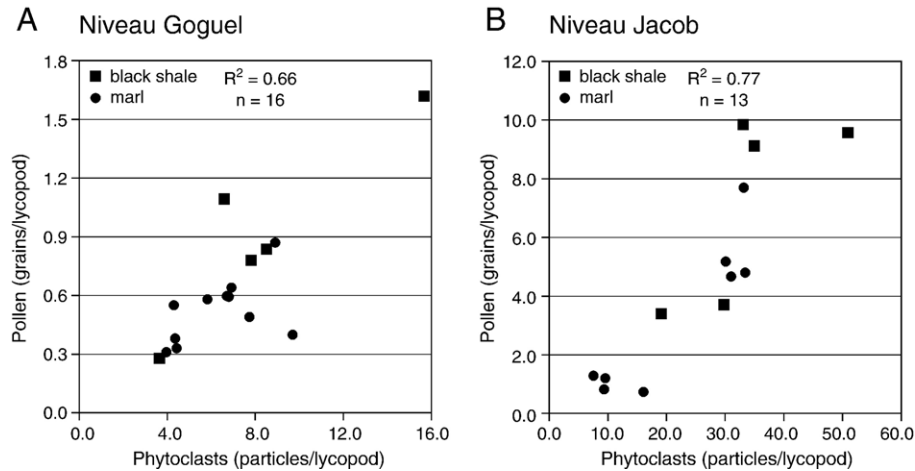 A Niveau Goguel
1.8
1.5
1.2
0.9
0.6
0.3
0.0
Pollen (grains/lycopod)
black shale R² = 0.66
marl n = 16
0.0 4.0 8.0 12.0 16.0
Phytoclasts (particles/lycopod)
B Niveau Jacob
12.0
10.0
8.0
6.0
4.0
2.0
0.0
Pollen (grains/lycopod)
black shale R² = 0.77
marl n = 13
0.0 10.0 20.0 30.0 40.0 50.0 60.0
Phytoclasts (particles/lycopod)